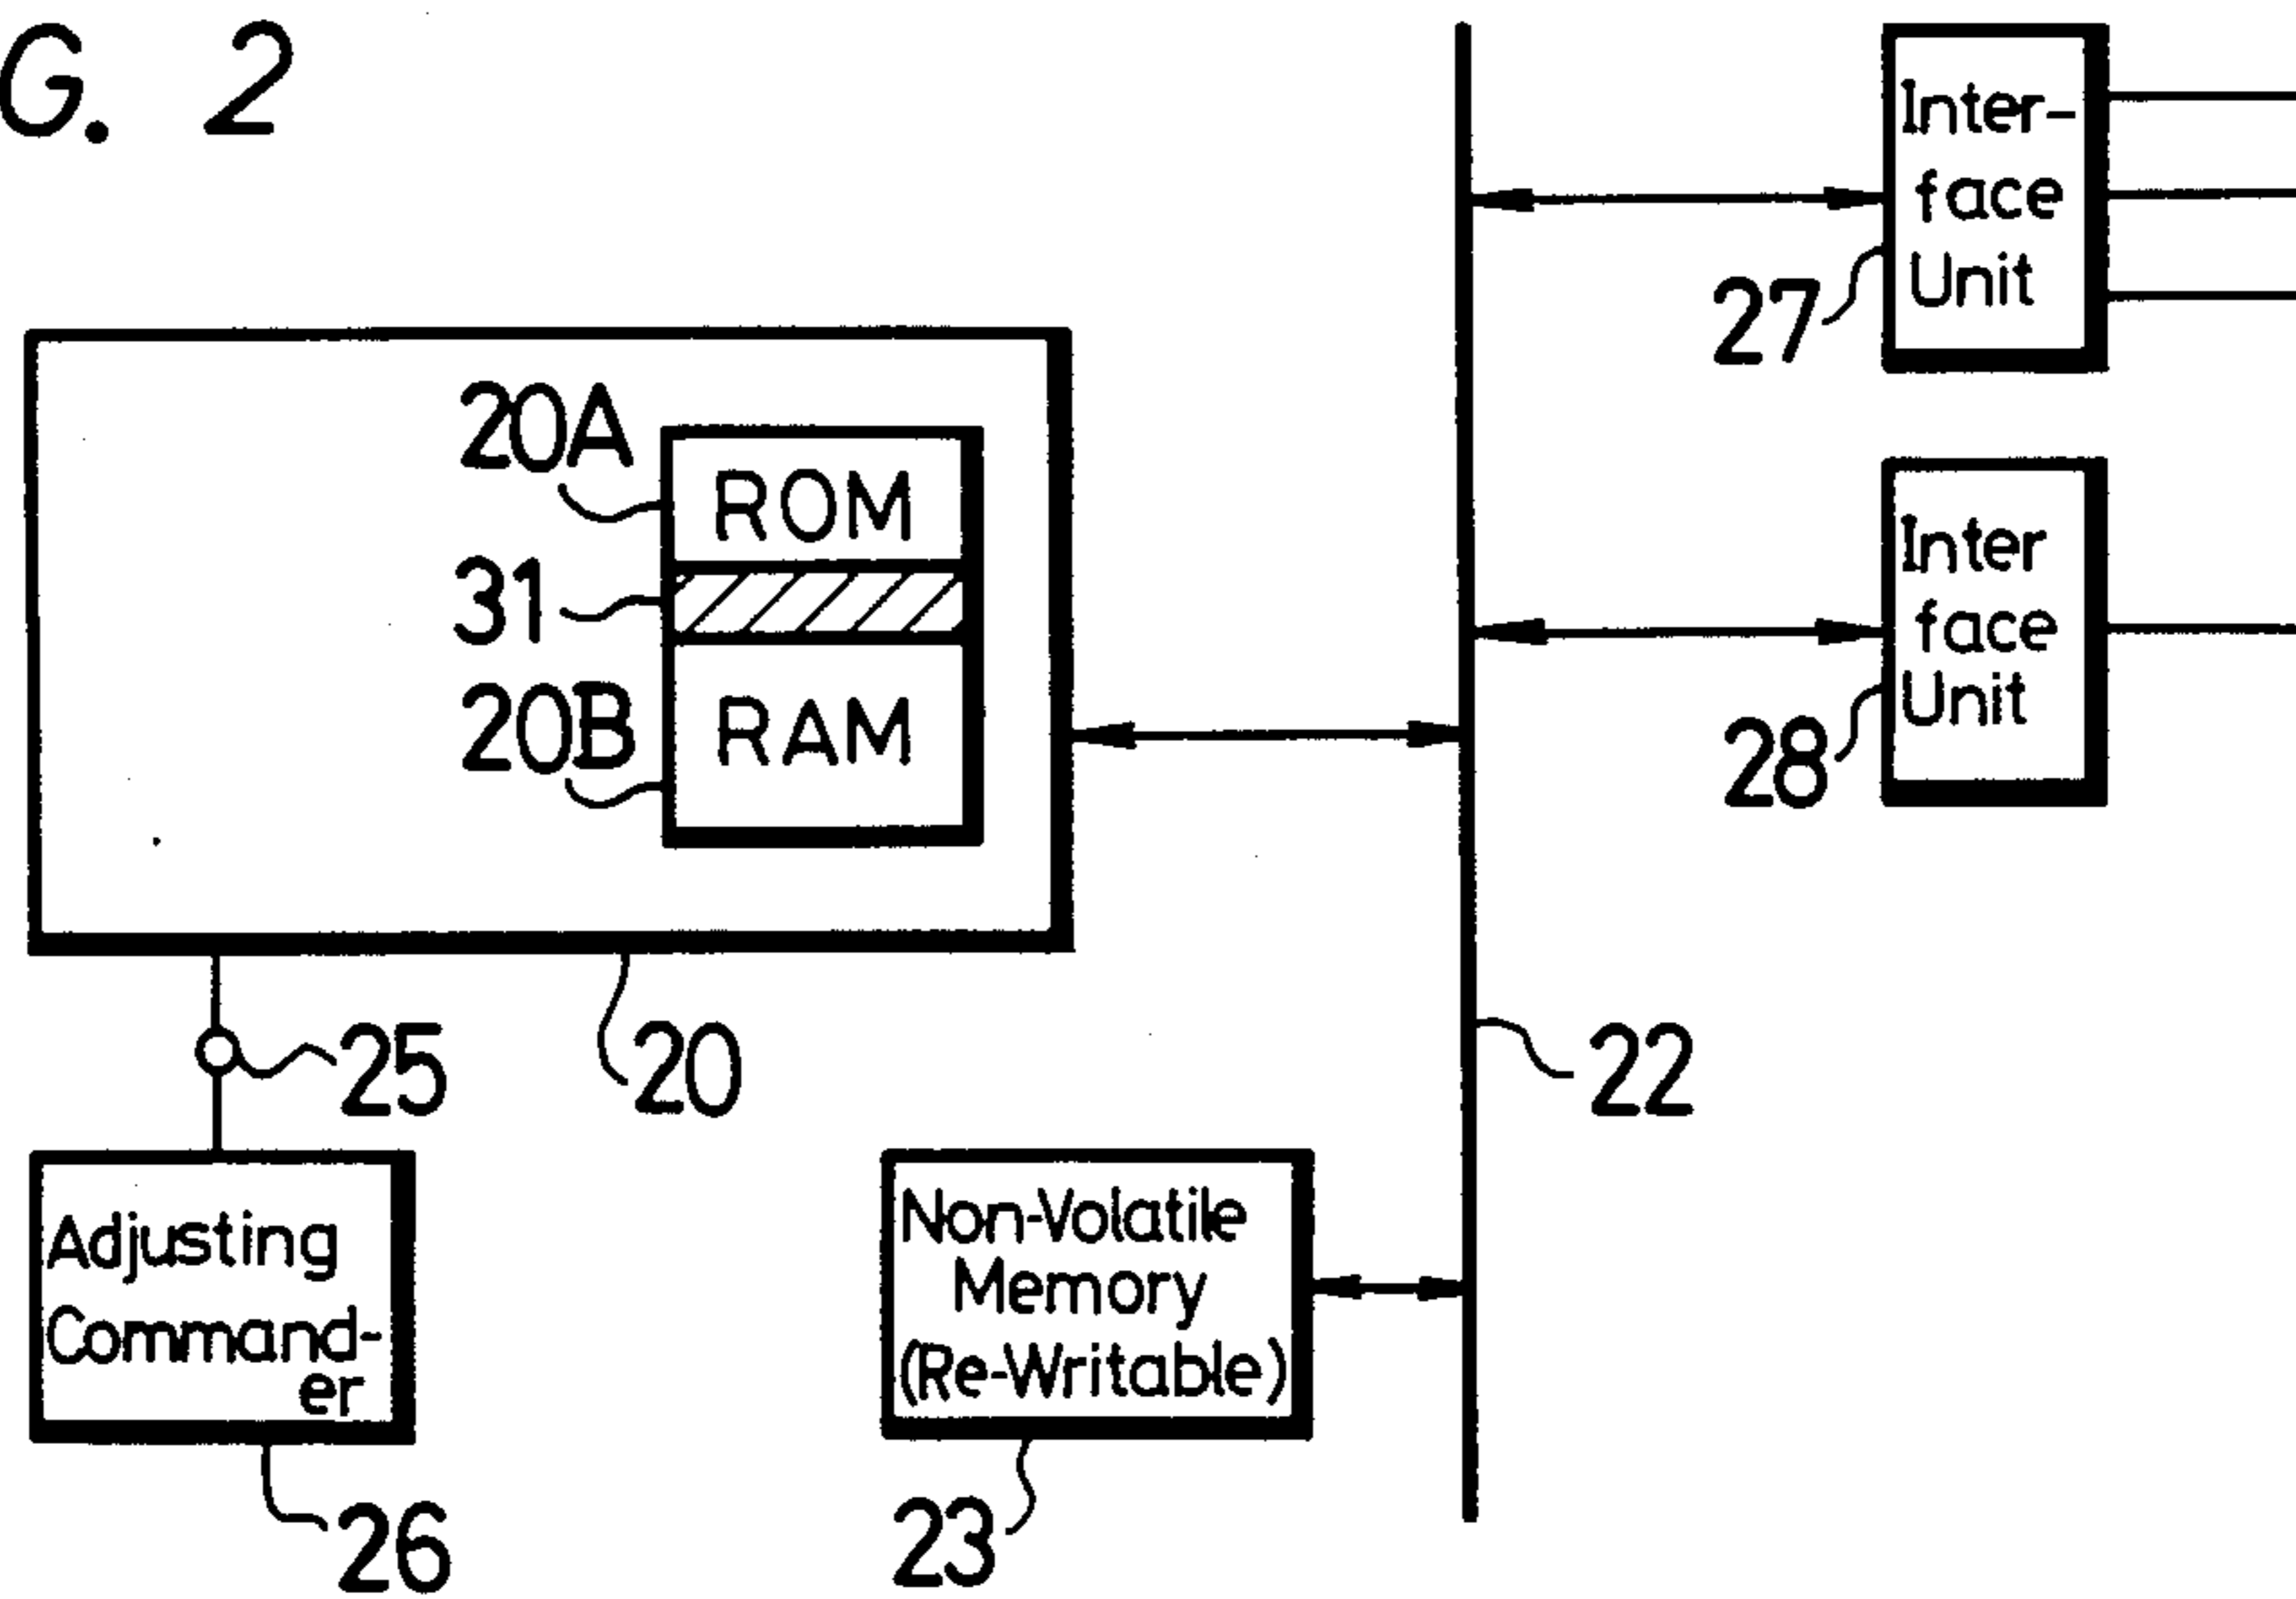 G. 2
Inter-
face
Unit
27
20A
ROM
31
20B
RAM
Inter
face
Unit
28
25
20
22
Adjusting
Command-
er
26
Non-Volatile
Memory
(Re-Writable)
23